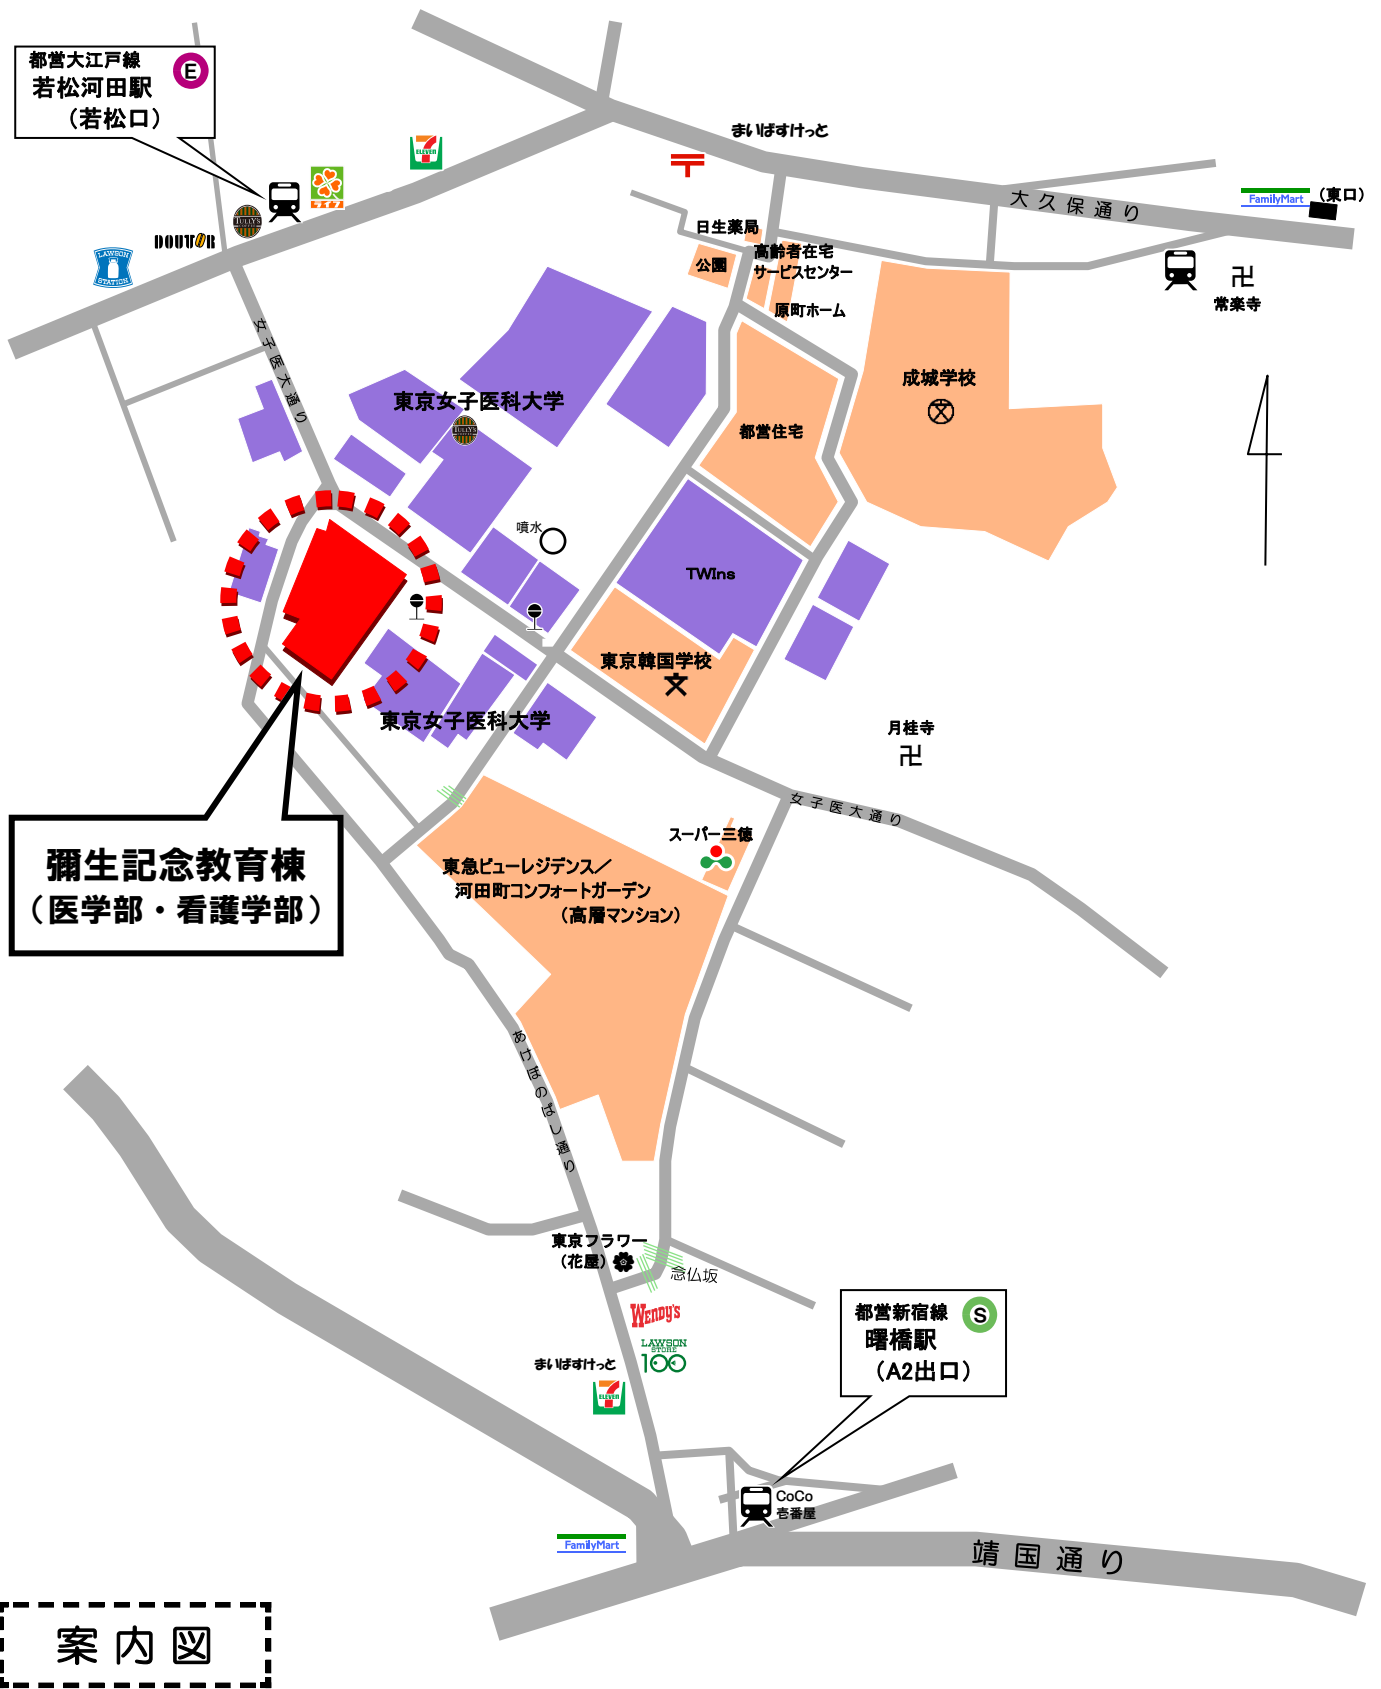 都営大江戸線
E
若松河田駅
（若松口）
ELEVEN
まいばすけっと
大久保通り
FamilyMart
（東口）
ライフ
TULLY'S
DOUTOR
LAWSON
STATION
日生薬局
公園
高齢者在宅
サービスセンター
原町ホーム
常楽寺
女子医大通り
東京女子医科大学
TULLY'S
成城学校
都営住宅
噴水
TWIns
東京韓国学校
東京女子医科大学
月桂寺
女子医大通り
彌生記念教育棟
（医学部・看護学部）
スーパー三徳
東急ビューレジデンス／
河田町コンフォートガーデン
（高層マンション）
あけぼのばし通り
東京フラワー
（花屋）
念仏坂
WENDY'S
LAWSON
STORE
100
まいばすけっと
ELEVEN
都営新宿線
S
曙橋駅
（A2出口）
CoCo
壱番屋
FamilyMart
靖国通り
案内図